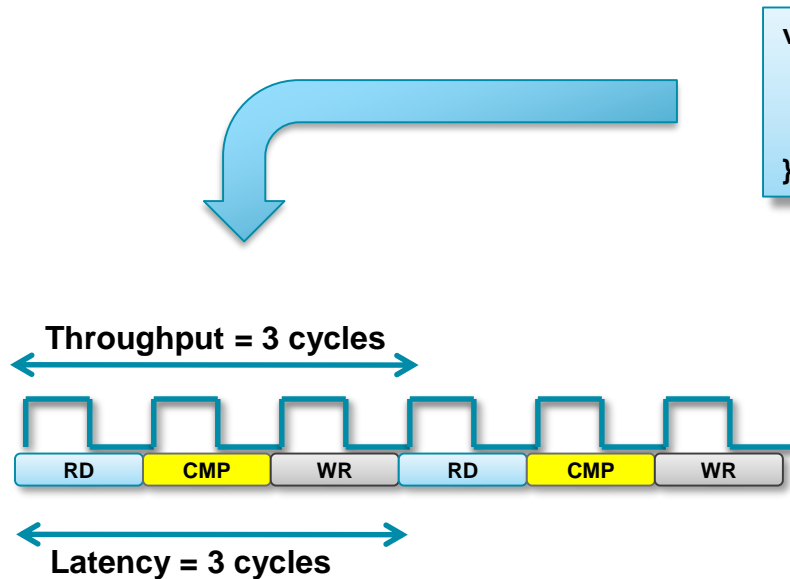 }
Throughput = 3 cycles
RD CMP WR RD CMP WR
Latency = 3 cycles